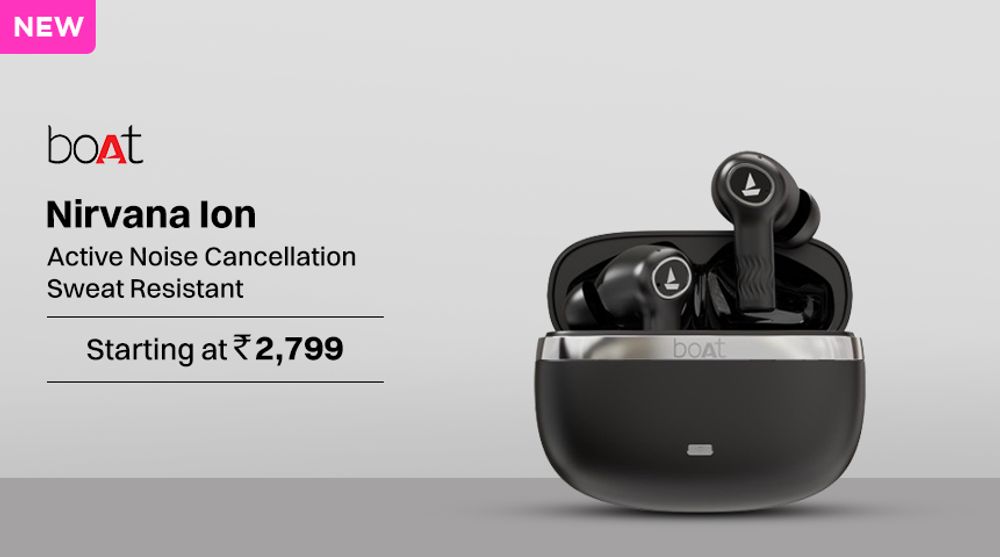 NEW
boAt
Nirvana Ion
Active Noise Cancellation
Sweat Resistant
Starting at ₹2,799
boAt